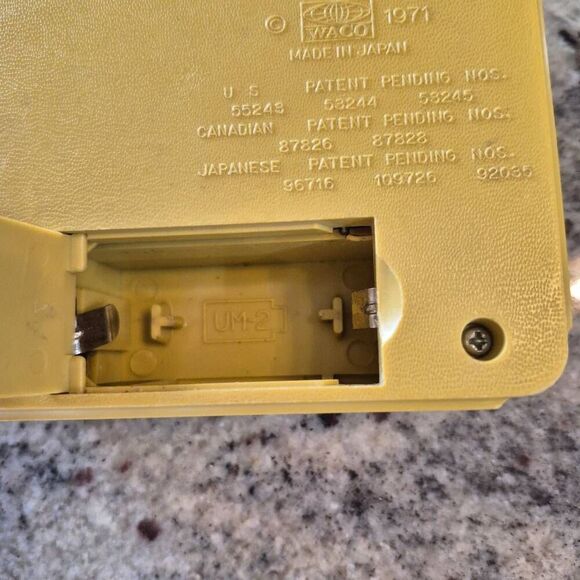 © WACO 1971
MADE IN JAPAN
U S PATENT PENDING NOS.
55243 53244 53245
CANADIAN PATENT PENDING NOS.
87826 87828
JAPANESE PATENT PENDING NOS.
96716 109726 92035
UM-2